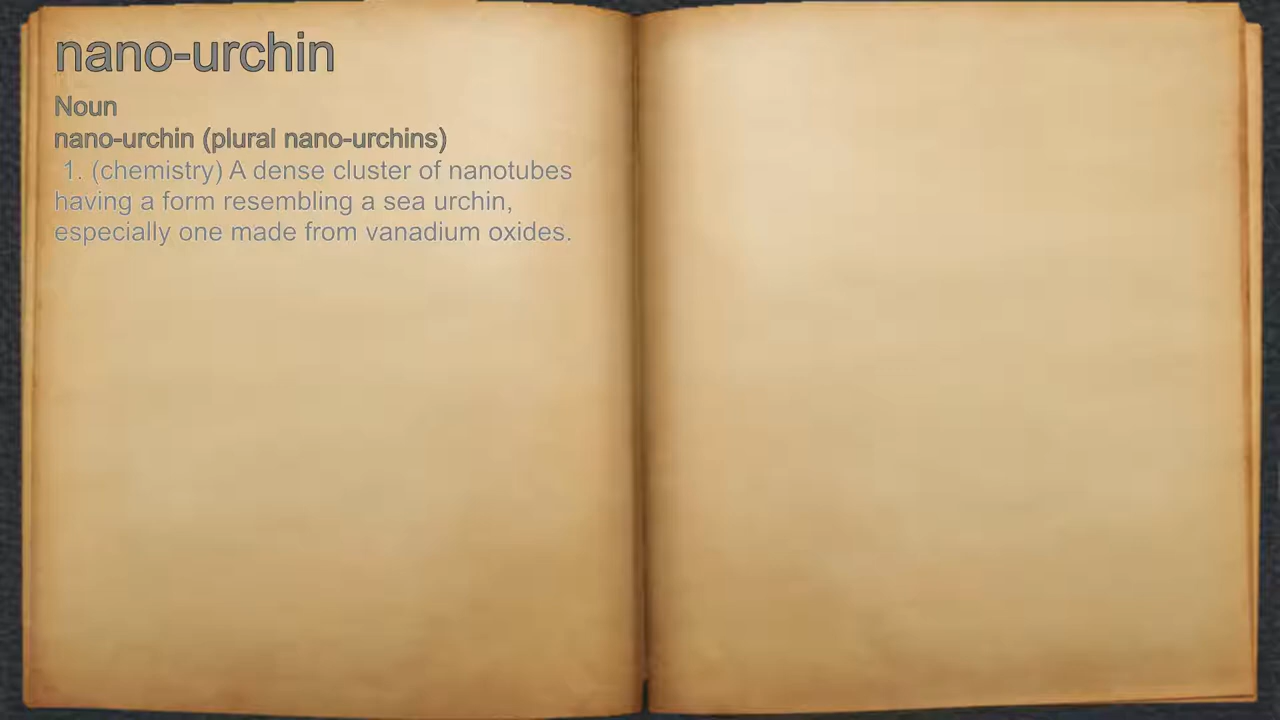 nano-urchin
Noun
nano-urchin (plural nano-urchins)
1. (chemistry) A dense cluster of nanotubes
having a form resembling a sea urchin,
especially one made from vanadium oxides.